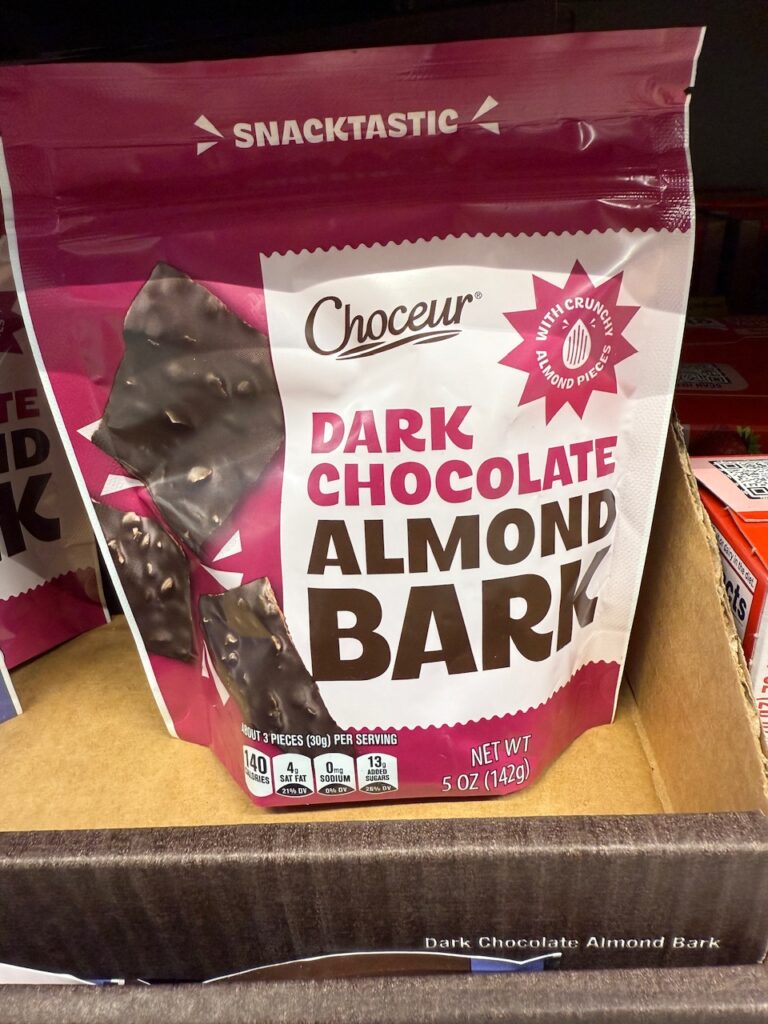 SNACKTASTIC
Choceur®
WITH CRUNCHY
ALMOND PIECES
DARK
CHOCOLATE
ALMOND
BARK
ABOUT 3 PIECES (30g) PER SERVING
140
CALORIES
4g
SAT FAT
21% DV
0mg
SODIUM
0% DV
13g
ADDED
SUGARS
26% DV
NET WT
5 OZ (142g)
Dark Chocolate Almond Bark